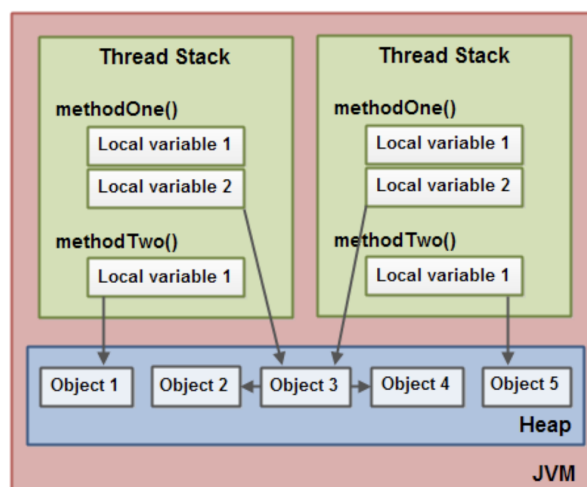 Thread Stack
methodOne()
Local variable 1
Local variable 2
methodTwo()
Local variable 1
Thread Stack
methodOne()
Local variable 1
Local variable 2
methodTwo()
Local variable 1
Object 1
Object 2
Object 3
Object 4
Object 5
Heap
JVM